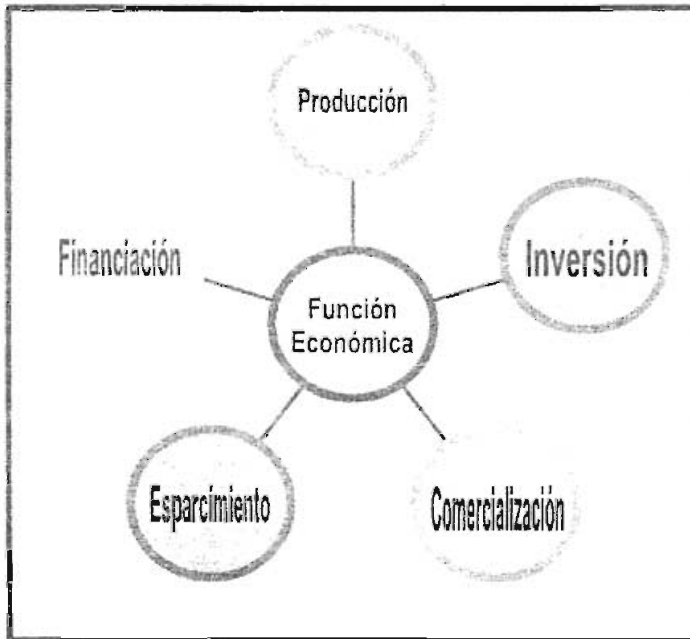 Producción
Financiación
Inversión
Función
Económica
Esparcimiento
Comercialización